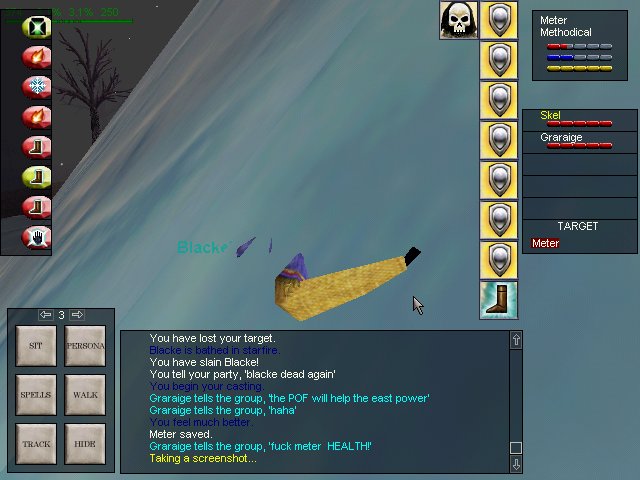 3.1% 250
Meter
Methodical
Skel
Graraige
TARGET
Meter
Blacke
3
SIT
PERSONA
SPELLS
WALK
TRACK
HIDE
You have lost your target.
Blacke is bathed in starfire.
You have slain Blacke!
You tell your party, 'blacke dead again'
You begin your casting.
Graraige tells the group, 'the POF will help the east power'
Graraige tells the group, 'haha'
You feel much better.
Meter saved.
Graraige tells the group, 'fuck meter HEALTH!'
Taking a screenshot...